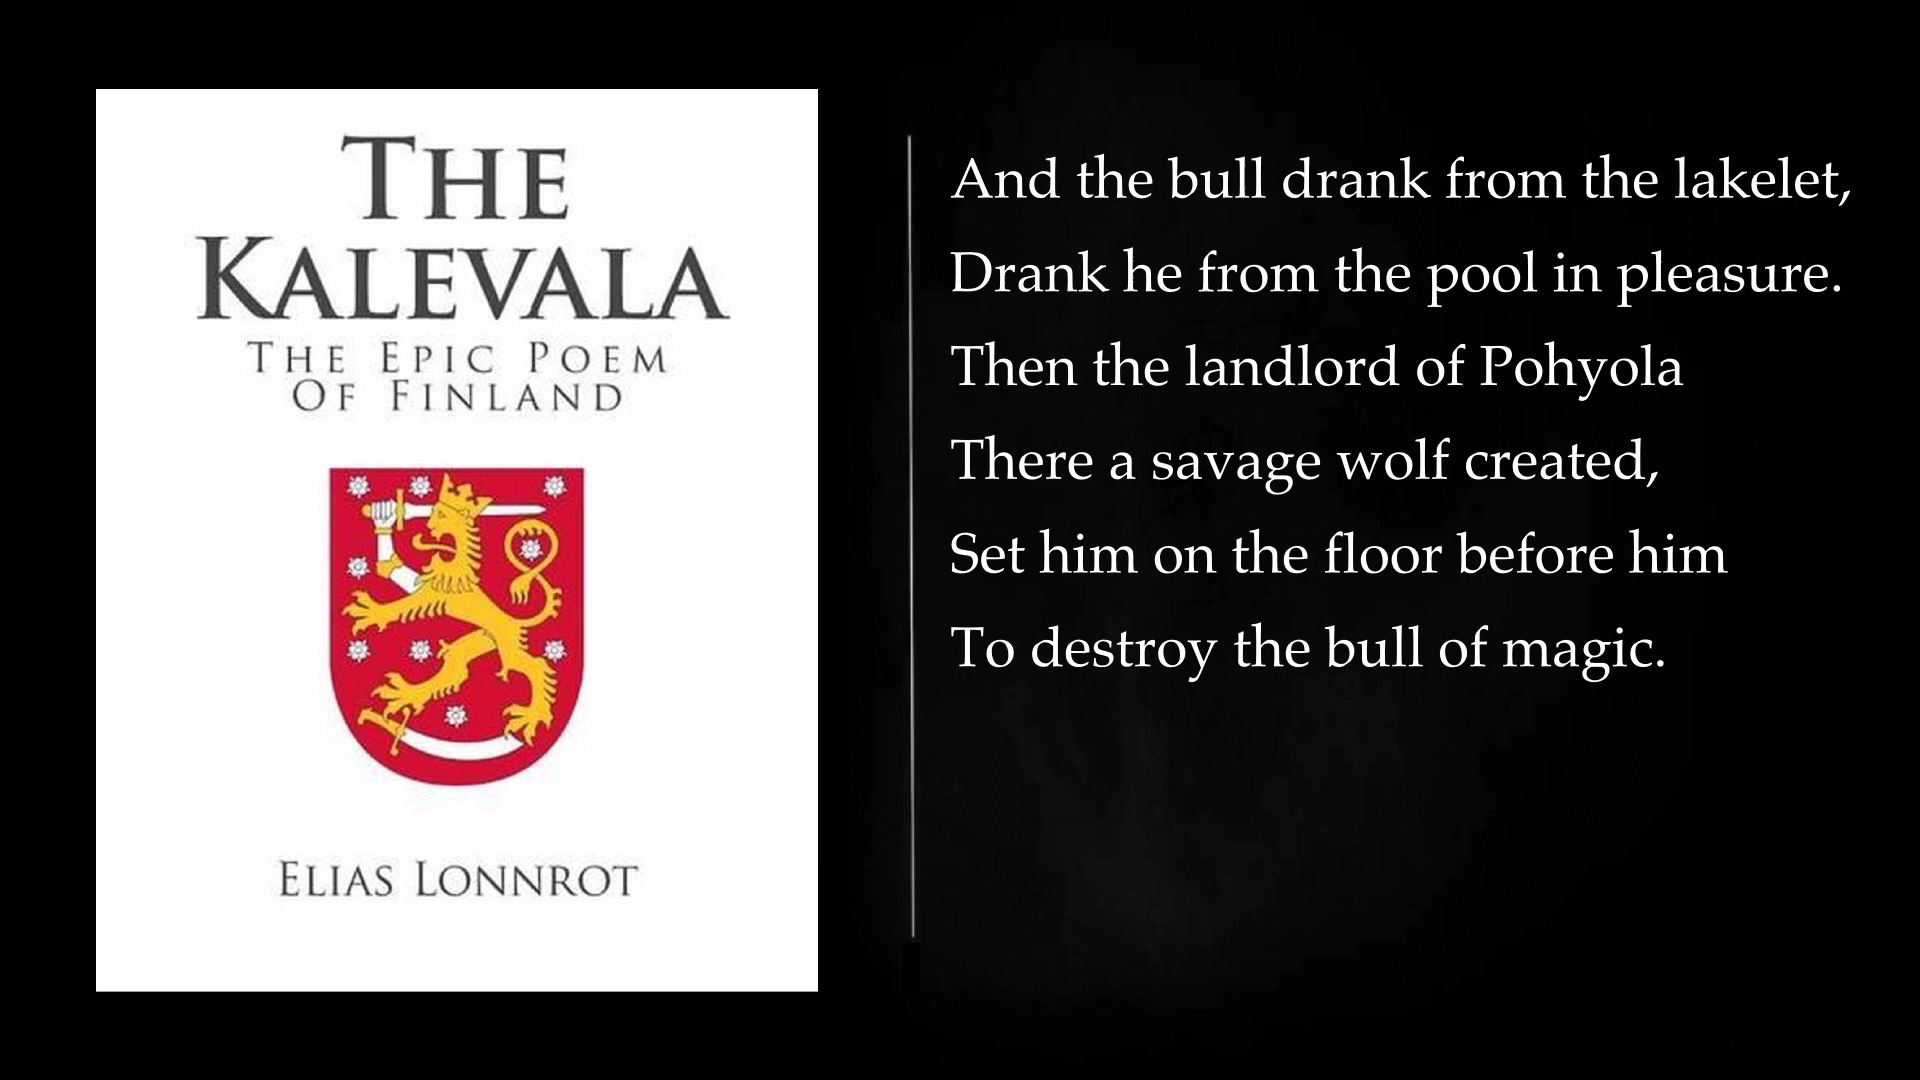 THE
KALEVALA
THE EPIC POEM
OF FINLAND
ELIAS LONNROT
And the bull drank from the lakelet,
Drank he from the pool in pleasure.
Then the landlord of Pohyola
There a savage wolf created,
Set him on the floor before him
To destroy the bull of magic.